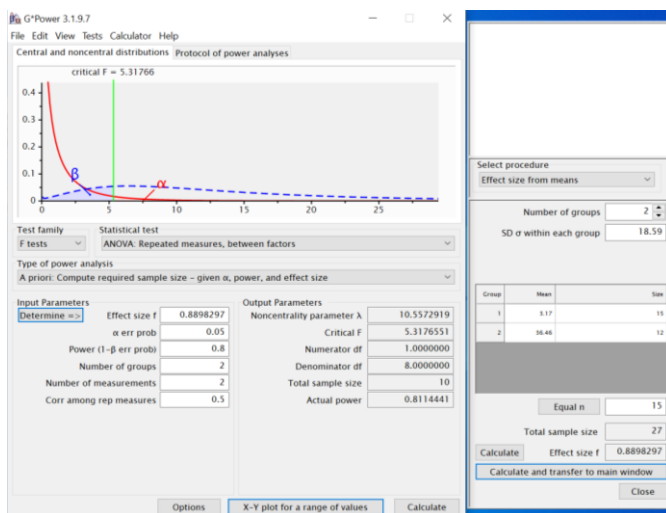 G*Power 3.1.9.7
File Edit View Tests Calculator Help
Central and noncentral distributions Protocol of power analyses
critical F = 5.31766
0.4
0.3
0.2
0.1
0
β
α
0 5 10 15 20 25
Test family Statistical test
F tests ANOVA: Repeated measures, between factors
Type of power analysis
A priori: Compute required sample size – given α, power, and effect size
Input Parameters Output Parameters
Determine => Effect size f 0.8898297 Noncentrality parameter λ 10.5572919
α err prob 0.05 Critical F 5.3176551
Power (1-β err prob) 0.8 Numerator df 1.0000000
Number of groups 2 Denominator df 8.0000000
Number of measurements 2 Total sample size 10
Corr among rep measures 0.5 Actual power 0.8114441
Options X-Y plot for a range of values Calculate
Select procedure
Effect size from means
Number of groups 2
SD σ within each group 18.59
Group Mean Size
1 3.17 15
2 36.46 12
Equal n 15
Total sample size 27
Calculate Effect size f 0.8898297
Calculate and transfer to main window
Close